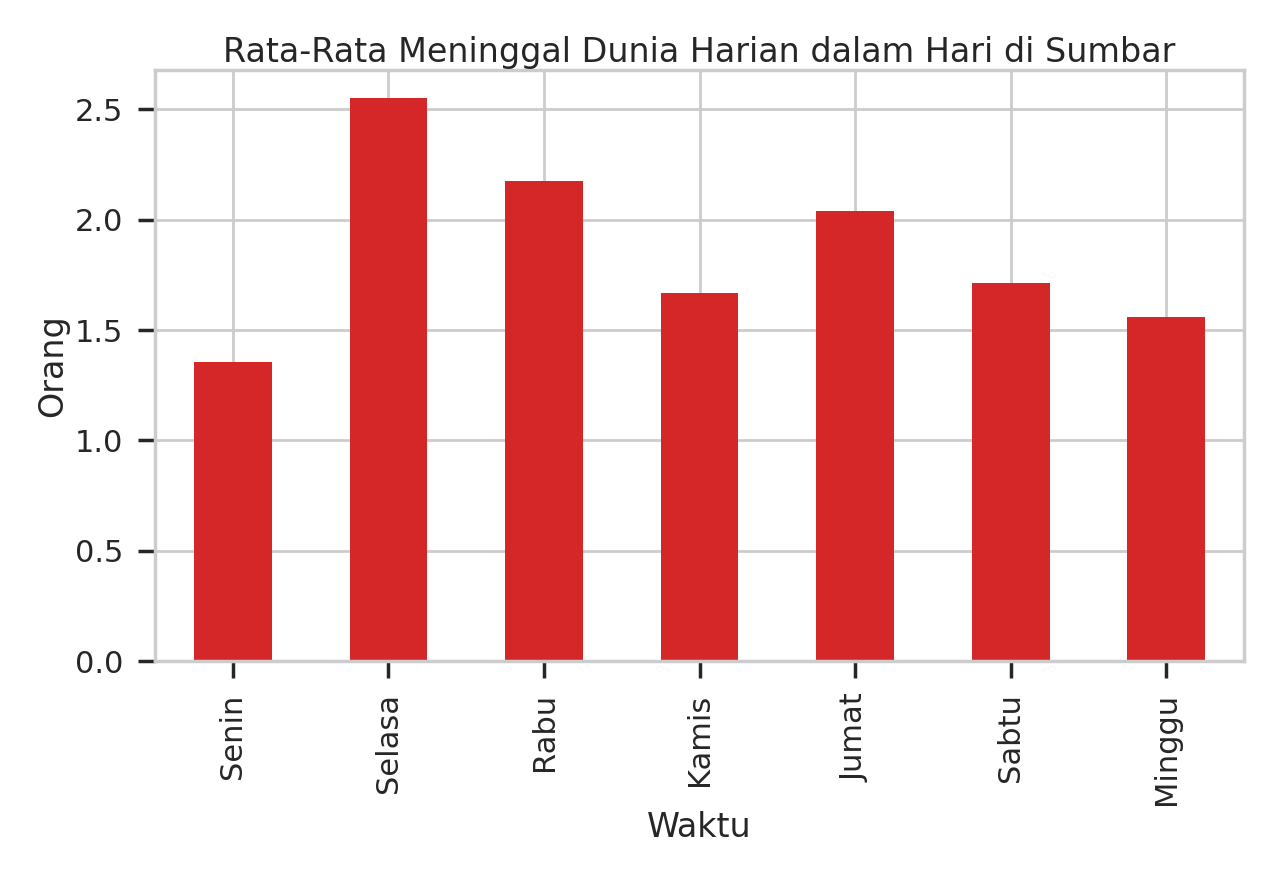 Rata-Rata Meninggal Dunia Harian dalam Hari di Sumbar
2.5
2.0
1.5
1.0
0.5
0.0
Orang
Senin
Selasa
Rabu
Kamis
Jumat
Sabtu
Minggu
Waktu